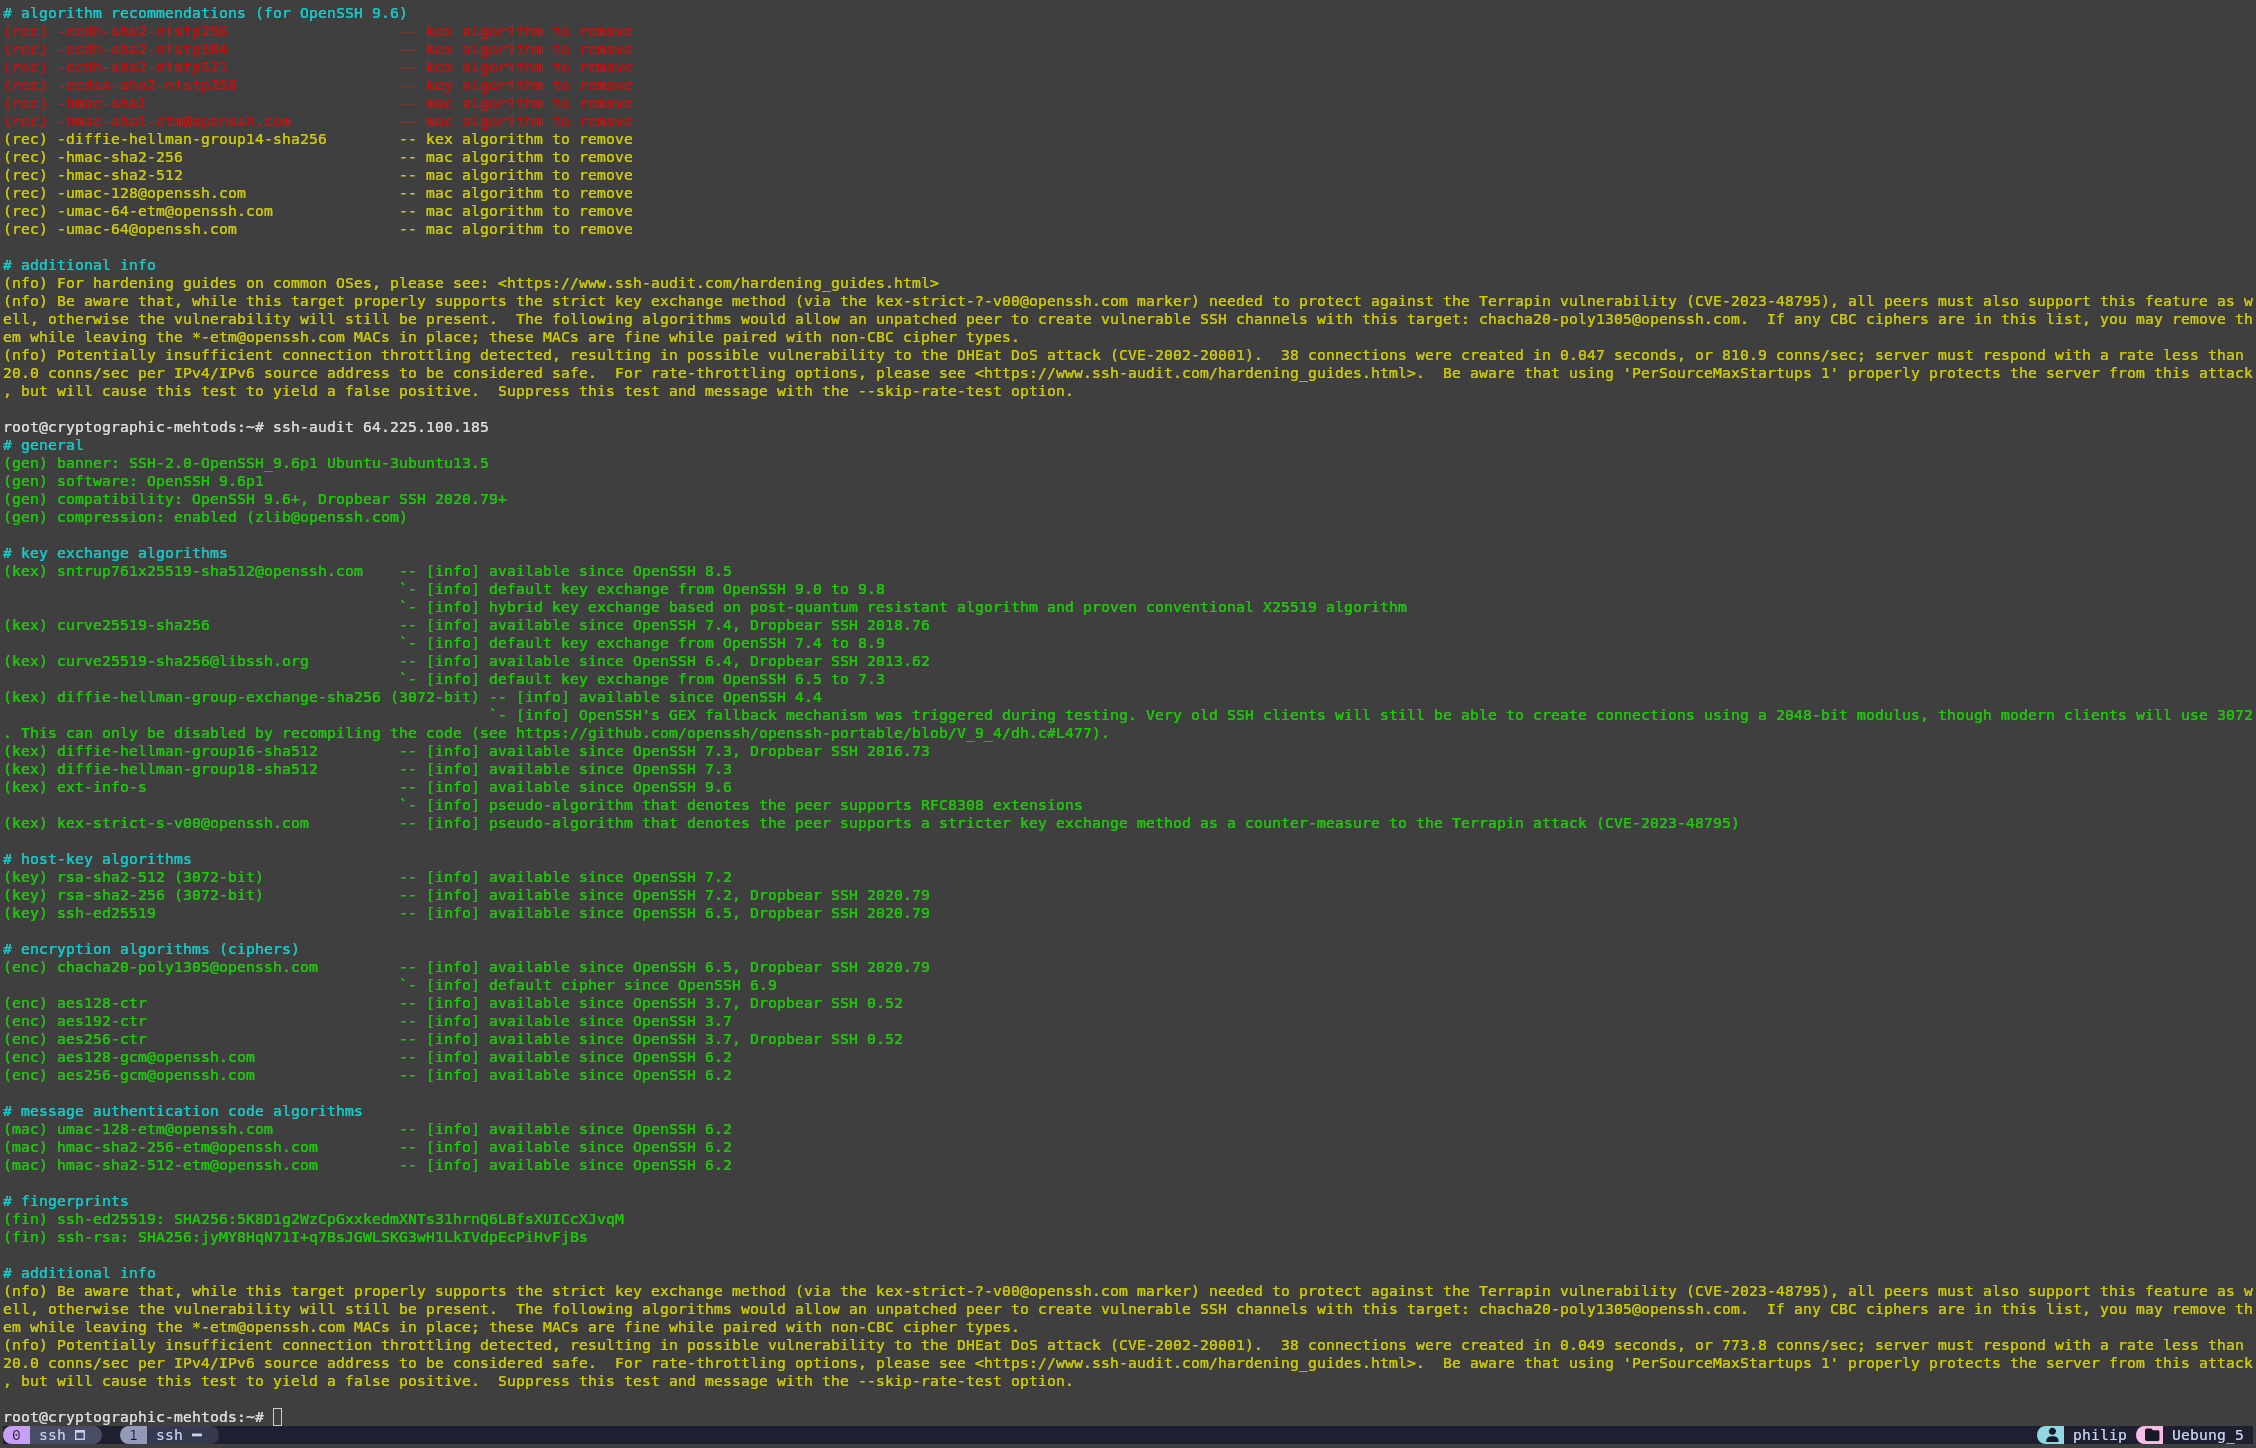 # algorithm recommendations (for OpenSSH 9.6)
(rec) -ecdh-sha2-nistp256                   -- kex algorithm to remove
(rec) -ecdh-sha2-nistp384                   -- kex algorithm to remove
(rec) -ecdh-sha2-nistp521                   -- kex algorithm to remove
(rec) -ecdsa-sha2-nistp256                  -- key algorithm to remove
(rec) -hmac-sha1                            -- mac algorithm to remove
(rec) -hmac-sha1-etm@openssh.com            -- mac algorithm to remove
(rec) -diffie-hellman-group14-sha256        -- kex algorithm to remove
(rec) -hmac-sha2-256                        -- mac algorithm to remove
(rec) -hmac-sha2-512                        -- mac algorithm to remove
(rec) -umac-128@openssh.com                 -- mac algorithm to remove
(rec) -umac-64-etm@openssh.com              -- mac algorithm to remove
(rec) -umac-64@openssh.com                  -- mac algorithm to remove

# additional info
(nfo) For hardening guides on common OSes, please see: <https://www.ssh-audit.com/hardening_guides.html>
(nfo) Be aware that, while this target properly supports the strict key exchange method (via the kex-strict-?-v00@openssh.com marker) needed to protect against the Terrapin vulnerability (CVE-2023-48795), all peers must also support this feature as w
ell, otherwise the vulnerability will still be present.  The following algorithms would allow an unpatched peer to create vulnerable SSH channels with this target: chacha20-poly1305@openssh.com.  If any CBC ciphers are in this list, you may remove th
em while leaving the *-etm@openssh.com MACs in place; these MACs are fine while paired with non-CBC cipher types.
(nfo) Potentially insufficient connection throttling detected, resulting in possible vulnerability to the DHEat DoS attack (CVE-2002-20001).  38 connections were created in 0.047 seconds, or 810.9 conns/sec; server must respond with a rate less than
20.0 conns/sec per IPv4/IPv6 source address to be considered safe.  For rate-throttling options, please see <https://www.ssh-audit.com/hardening_guides.html>.  Be aware that using 'PerSourceMaxStartups 1' properly protects the server from this attack
, but will cause this test to yield a false positive.  Suppress this test and message with the --skip-rate-test option.

root@cryptographic-mehtods:~# ssh-audit 64.225.100.185
# general
(gen) banner: SSH-2.0-OpenSSH_9.6p1 Ubuntu-3ubuntu13.5
(gen) software: OpenSSH 9.6p1
(gen) compatibility: OpenSSH 9.6+, Dropbear SSH 2020.79+
(gen) compression: enabled (zlib@openssh.com)

# key exchange algorithms
(kex) sntrup761x25519-sha512@openssh.com    -- [info] available since OpenSSH 8.5
`- [info] default key exchange from OpenSSH 9.0 to 9.8
`- [info] hybrid key exchange based on post-quantum resistant algorithm and proven conventional X25519 algorithm
(kex) curve25519-sha256                     -- [info] available since OpenSSH 7.4, Dropbear SSH 2018.76
`- [info] default key exchange from OpenSSH 7.4 to 8.9
(kex) curve25519-sha256@libssh.org          -- [info] available since OpenSSH 6.4, Dropbear SSH 2013.62
`- [info] default key exchange from OpenSSH 6.5 to 7.3
(kex) diffie-hellman-group-exchange-sha256 (3072-bit) -- [info] available since OpenSSH 4.4
`- [info] OpenSSH's GEX fallback mechanism was triggered during testing. Very old SSH clients will still be able to create connections using a 2048-bit modulus, though modern clients will use 3072
. This can only be disabled by recompiling the code (see https://github.com/openssh/openssh-portable/blob/V_9_4/dh.c#L477).
(kex) diffie-hellman-group16-sha512         -- [info] available since OpenSSH 7.3, Dropbear SSH 2016.73
(kex) diffie-hellman-group18-sha512         -- [info] available since OpenSSH 7.3
(kex) ext-info-s                            -- [info] available since OpenSSH 9.6
`- [info] pseudo-algorithm that denotes the peer supports RFC8308 extensions
(kex) kex-strict-s-v00@openssh.com          -- [info] pseudo-algorithm that denotes the peer supports a stricter key exchange method as a counter-measure to the Terrapin attack (CVE-2023-48795)

# host-key algorithms
(key) rsa-sha2-512 (3072-bit)               -- [info] available since OpenSSH 7.2
(key) rsa-sha2-256 (3072-bit)               -- [info] available since OpenSSH 7.2, Dropbear SSH 2020.79
(key) ssh-ed25519                           -- [info] available since OpenSSH 6.5, Dropbear SSH 2020.79

# encryption algorithms (ciphers)
(enc) chacha20-poly1305@openssh.com         -- [info] available since OpenSSH 6.5, Dropbear SSH 2020.79
`- [info] default cipher since OpenSSH 6.9
(enc) aes128-ctr                            -- [info] available since OpenSSH 3.7, Dropbear SSH 0.52
(enc) aes192-ctr                            -- [info] available since OpenSSH 3.7
(enc) aes256-ctr                            -- [info] available since OpenSSH 3.7, Dropbear SSH 0.52
(enc) aes128-gcm@openssh.com                -- [info] available since OpenSSH 6.2
(enc) aes256-gcm@openssh.com                -- [info] available since OpenSSH 6.2

# message authentication code algorithms
(mac) umac-128-etm@openssh.com              -- [info] available since OpenSSH 6.2
(mac) hmac-sha2-256-etm@openssh.com         -- [info] available since OpenSSH 6.2
(mac) hmac-sha2-512-etm@openssh.com         -- [info] available since OpenSSH 6.2

# fingerprints
(fin) ssh-ed25519: SHA256:5K8D1g2WzCpGxxkedmXNTs31hrnQ6LBfsXUICcXJvqM
(fin) ssh-rsa: SHA256:jyMY8HqN71I+q7BsJGWLSKG3wH1LkIVdpEcPiHvFjBs

# additional info
(nfo) Be aware that, while this target properly supports the strict key exchange method (via the kex-strict-?-v00@openssh.com marker) needed to protect against the Terrapin vulnerability (CVE-2023-48795), all peers must also support this feature as w
ell, otherwise the vulnerability will still be present.  The following algorithms would allow an unpatched peer to create vulnerable SSH channels with this target: chacha20-poly1305@openssh.com.  If any CBC ciphers are in this list, you may remove th
em while leaving the *-etm@openssh.com MACs in place; these MACs are fine while paired with non-CBC cipher types.
(nfo) Potentially insufficient connection throttling detected, resulting in possible vulnerability to the DHEat DoS attack (CVE-2002-20001).  38 connections were created in 0.049 seconds, or 773.8 conns/sec; server must respond with a rate less than
20.0 conns/sec per IPv4/IPv6 source address to be considered safe.  For rate-throttling options, please see <https://www.ssh-audit.com/hardening_guides.html>.  Be aware that using 'PerSourceMaxStartups 1' properly protects the server from this attack
, but will cause this test to yield a false positive.  Suppress this test and message with the --skip-rate-test option.

root@cryptographic-mehtods:~#
0 ssh 1 ssh philip Uebung_5